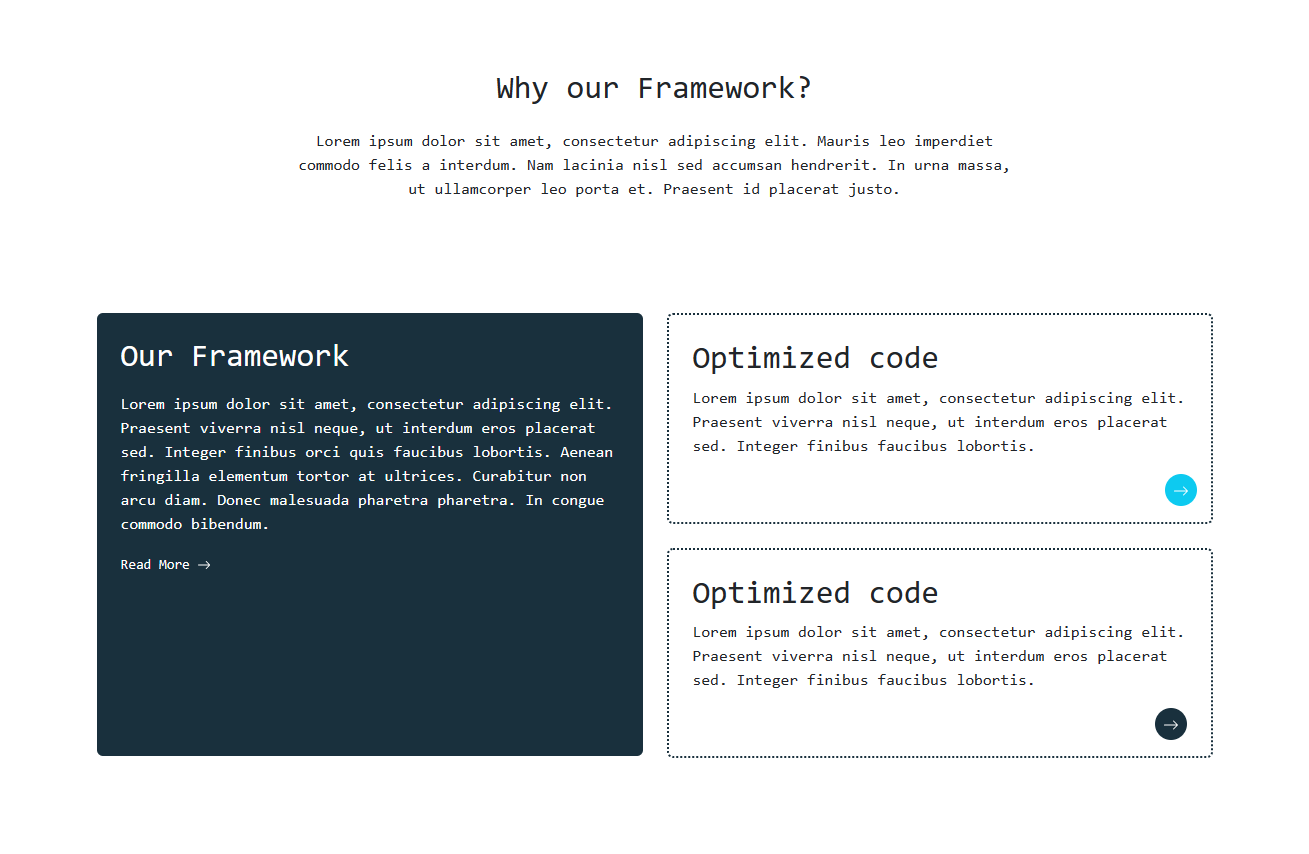 Why our Framework?
Lorem ipsum dolor sit amet, consectetur adipiscing elit. Mauris leo imperdiet
commodo felis a interdum. Nam lacinia nisl sed accumsan hendrerit. In urna massa,
ut ullamcorper leo porta et. Praesent id placerat justo.
Our Framework
Lorem ipsum dolor sit amet, consectetur adipiscing elit.
Praesent viverra nisl neque, ut interdum eros placerat
sed. Integer finibus orci quis faucibus lobortis. Aenean
fringilla elementum tortor at ultrices. Curabitur non
arcu diam. Donec malesuada pharetra pharetra. In congue
commodo bibendum.
Read More →
Optimized code
Lorem ipsum dolor sit amet, consectetur adipiscing elit.
Praesent viverra nisl neque, ut interdum eros placerat
sed. Integer finibus faucibus lobortis.
Optimized code
Lorem ipsum dolor sit amet, consectetur adipiscing elit.
Praesent viverra nisl neque, ut interdum eros placerat
sed. Integer finibus faucibus lobortis.